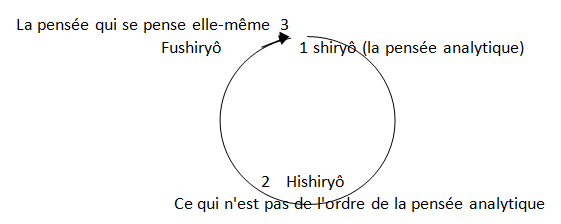 La pensée qui se pense elle-même 3
Fushiryô
1 shiryô (la pensée analytique)
2 Hishiryô
Ce qui n'est pas de l'ordre de la pensée analytique